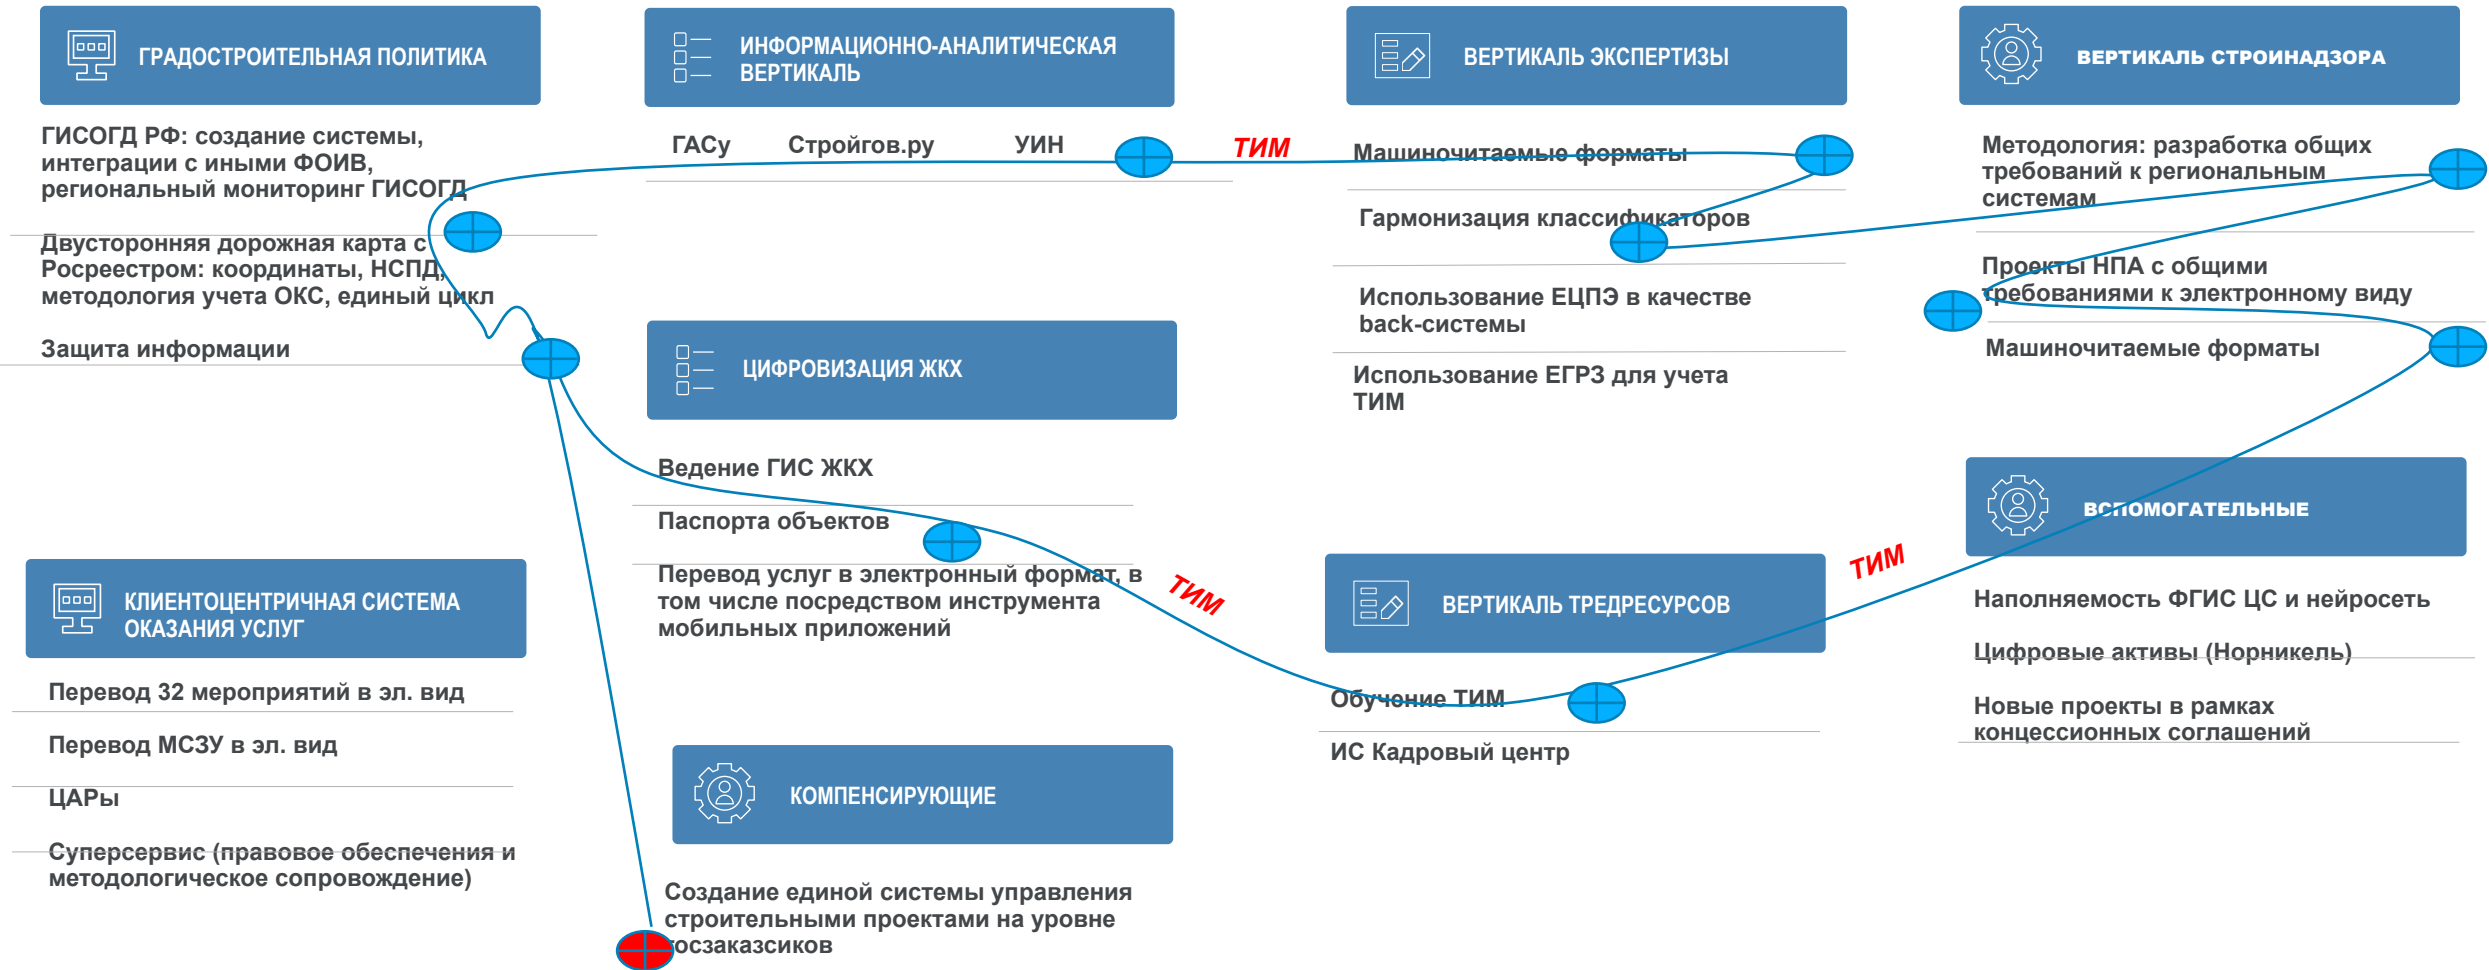 ГРАДОСТРОИТЕЛЬНАЯ ПОЛИТИКА
ГИСОГД РФ: создание системы,
интеграции с иными ФОИВ,
региональный мониторинг ГИСОГД
Двусторонняя дорожная карта с
Росреестром: координаты, НСПД,
методология учета ОКС, единый цикл
Защита информации
ИНФОРМАЦИОННО-АНАЛИТИЧЕСКАЯ
ВЕРТИКАЛЬ
ГАСу Стройгов.ру УИН
ТИМ
ВЕРТИКАЛЬ ЭКСПЕРТИЗЫ
Машиночитаемые форматы
Гармонизация классификаторов
Использование ЕЦПЭ в качестве
back-системы
Использование ЕГРЗ для учета
ТИМ
ВЕРТИКАЛЬ СТРОИНАДЗОРА
Методология: разработка общих
требований к региональным
системам
Проекты НПА с общими
требованиями к электронному виду
Машиночитаемые форматы
ЦИФРОВИЗАЦИЯ ЖКХ
Ведение ГИС ЖКХ
Паспорта объектов
Перевод услуг в электронный формат, в
том числе посредством инструмента
мобильных приложений
ТИМ
ТИМ
ВСПОМОГАТЕЛЬНЫЕ
Наполняемость ФГИС ЦС и нейросеть
Цифровые активы (Норникель)
Новые проекты в рамках
концессионных соглашений
КЛИЕНТОЦЕНТРИЧНАЯ СИСТЕМА
ОКАЗАНИЯ УСЛУГ
Перевод 32 мероприятий в эл. вид
Перевод МСЗУ в эл. вид
ЦАРы
Суперсервис (правовое обеспечения и
методологическое сопровождение)
ВЕРТИКАЛЬ ТРЕДРЕСУРСОВ
Обучение ТИМ
ИС Кадровый центр
КОМПЕНСИРУЮЩИЕ
Создание единой системы управления
строительными проектами на уровне
госзаказсиков